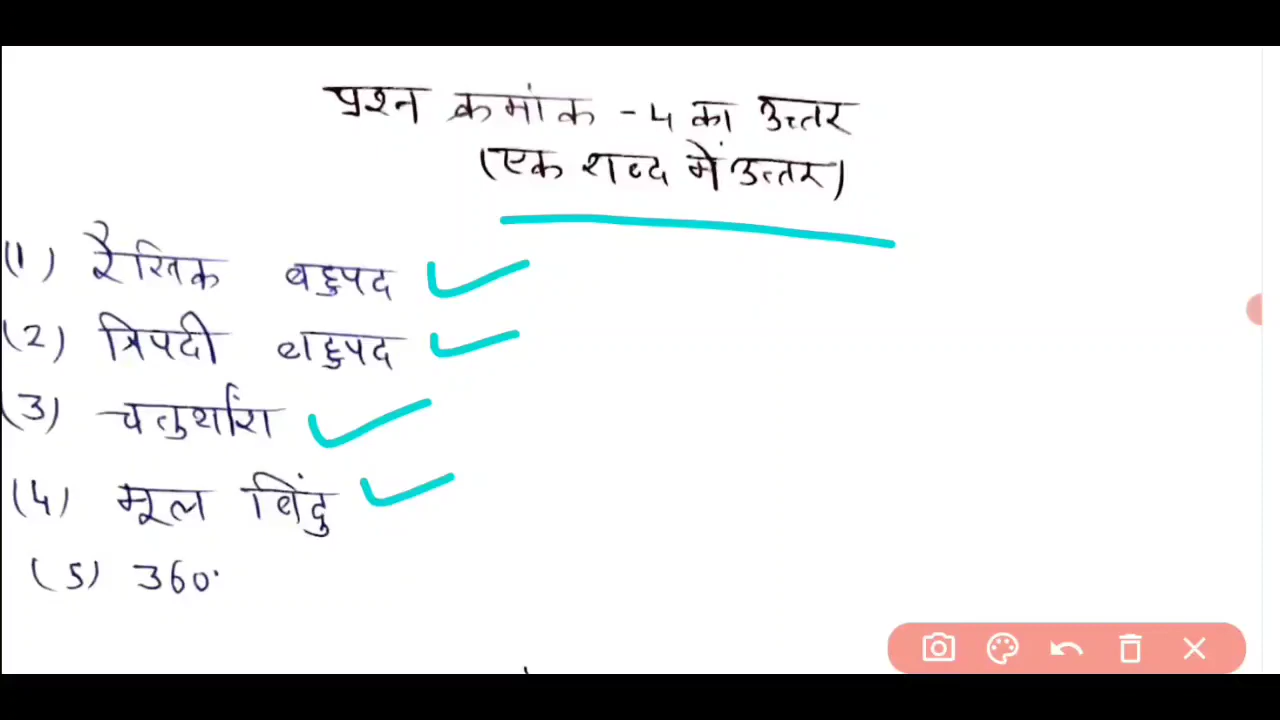 प्रश्न क्रमांक - 4 का उत्तर
(एक शब्द में उत्तर)
(1) रैखिक बहुपद
(2) त्रिपदी बहुपद
(3) चतुर्थांश
(4) मूल बिंदु
(5) 360°